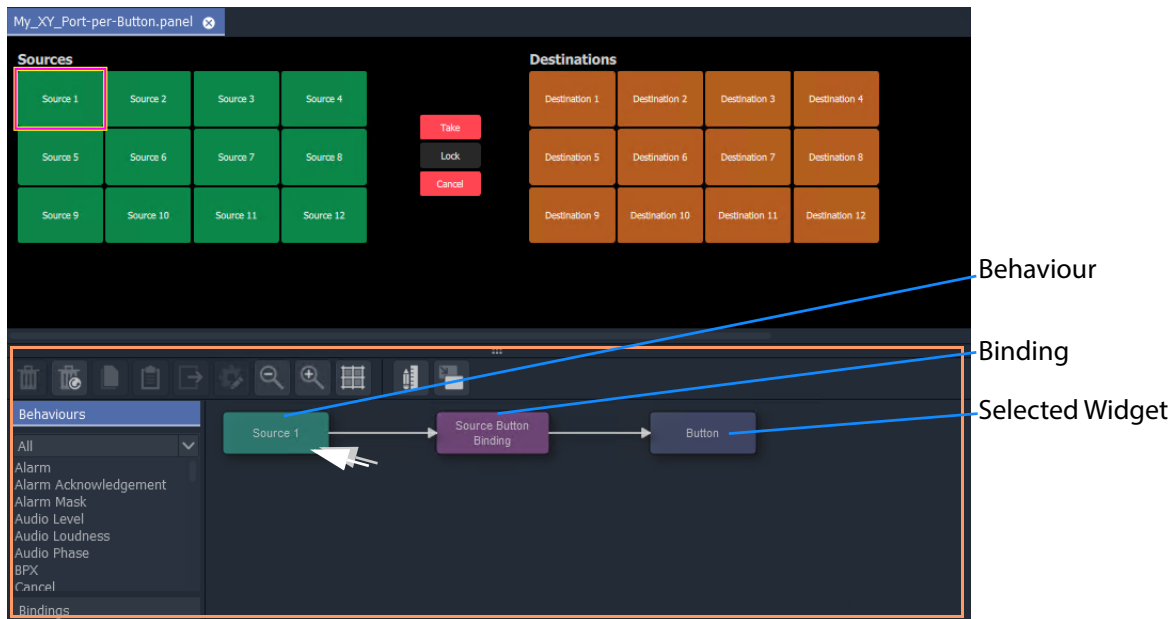 My_XY_Port-per-Button.panel
Sources
Destinations
Source 1 Source 2 Source 3 Source 4
Destination 1 Destination 2 Destination 3 Destination 4
Take
Source 5 Source 6 Source 7 Source 8
Lock
Destination 5 Destination 6 Destination 7 Destination 8
Cancel
Source 9 Source 10 Source 11 Source 12
Destination 9 Destination 10 Destination 11 Destination 12
Behaviour
Binding
Selected Widget
Behaviours
All
Alarm
Alarm Acknowledgement
Alarm Mask
Audio Level
Audio Loudness
Audio Phase
BPX
Cancel
Bindings
Source 1
Source Button
Binding
Button